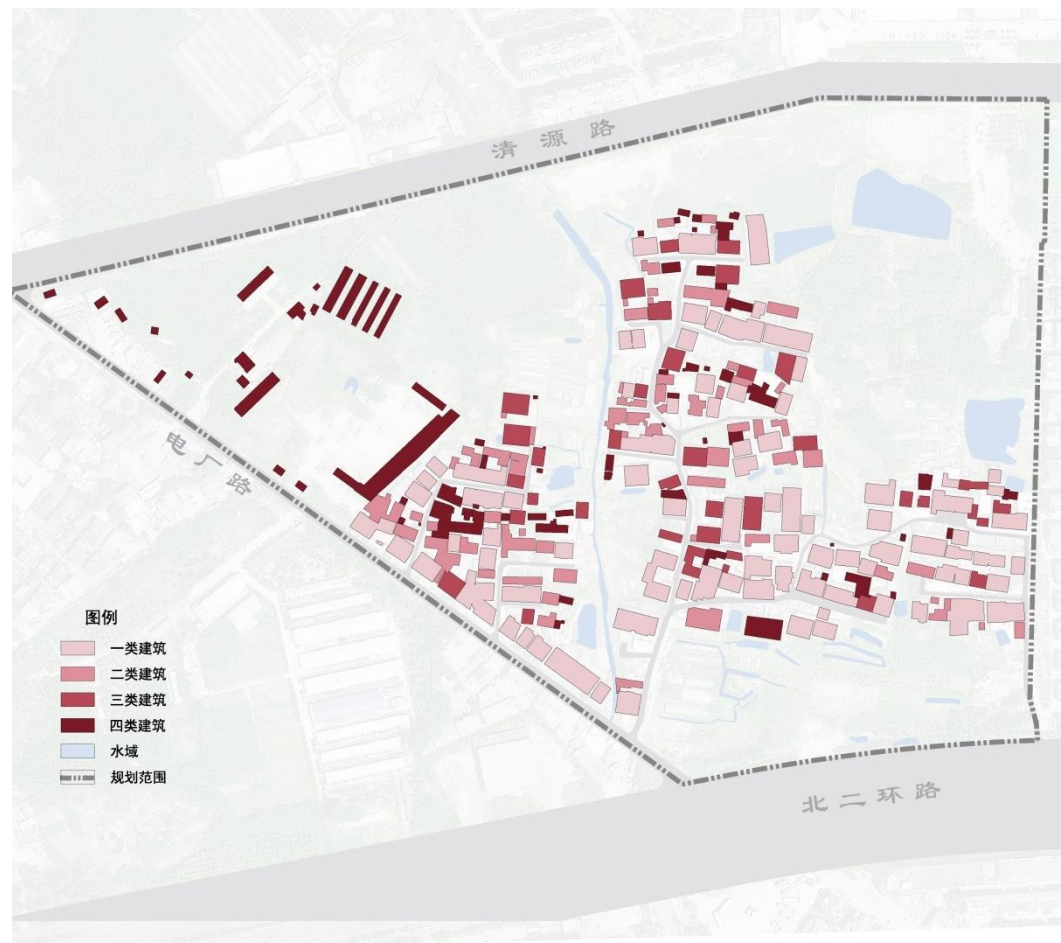 清源路
电厂路
图例
一类建筑
二类建筑
三类建筑
四类建筑
水域
规划范围
北二环路